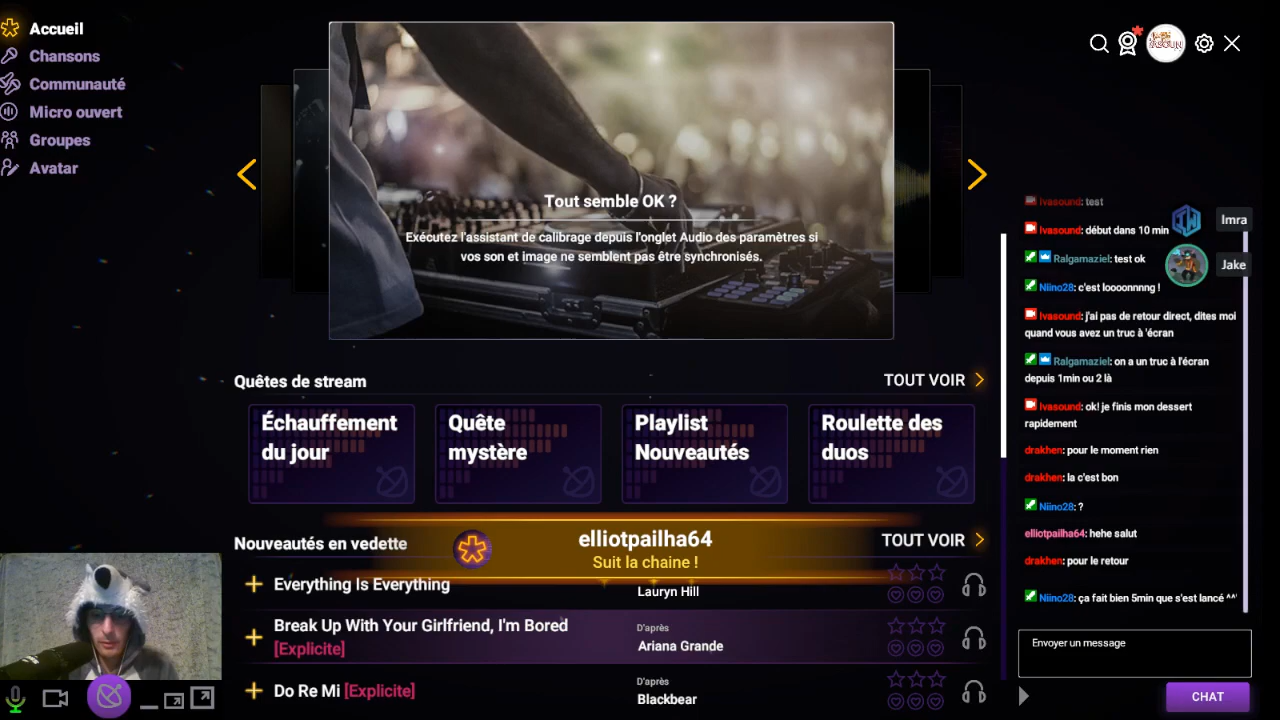 Accueil
Chansons
Communauté
Micro ouvert
Groupes
Avatar
Tout semble OK ?
Exécutez l'assistant de calibrage depuis l'onglet Audio des paramètres si
vos son et image ne semblent pas être synchronisés.
Quêtes de stream
TOUT VOIR
Échauffement
du jour
Quête
mystère
Playlist
Nouveautés
Roulette des
duos
Nouveautés en vedette
TOUT VOIR
elliotpailha64
Suit la chaine !
Everything Is Everything
Lauryn Hill
Break Up With Your Girlfriend, I'm Bored
[Explicite]
D'après
Ariana Grande
Do Re Mi [Explicite]
D'après
Blackbear
Ivasound: test
Ivasound: début dans 10 min
Imra
Ralgamaziel: test ok
Jake
Niino28: c'est loooonnnng !
Ivasound: j'ai pas de retour direct, dites moi
quand vous avez un truc à 'écran
Ralgamaziel: on a un truc à l'écran
depuis 1min ou 2 là
Ivasound: ok! je finis mon dessert
rapidement
drakhen: pour le moment rien
drakhen: la c'est bon
Niino28: ?
elliotpailha64: hehe salut
drakhen: pour le retour
Niino28: ça fait bien 5min que s'est lancé ^^'
Envoyer un message
CHAT